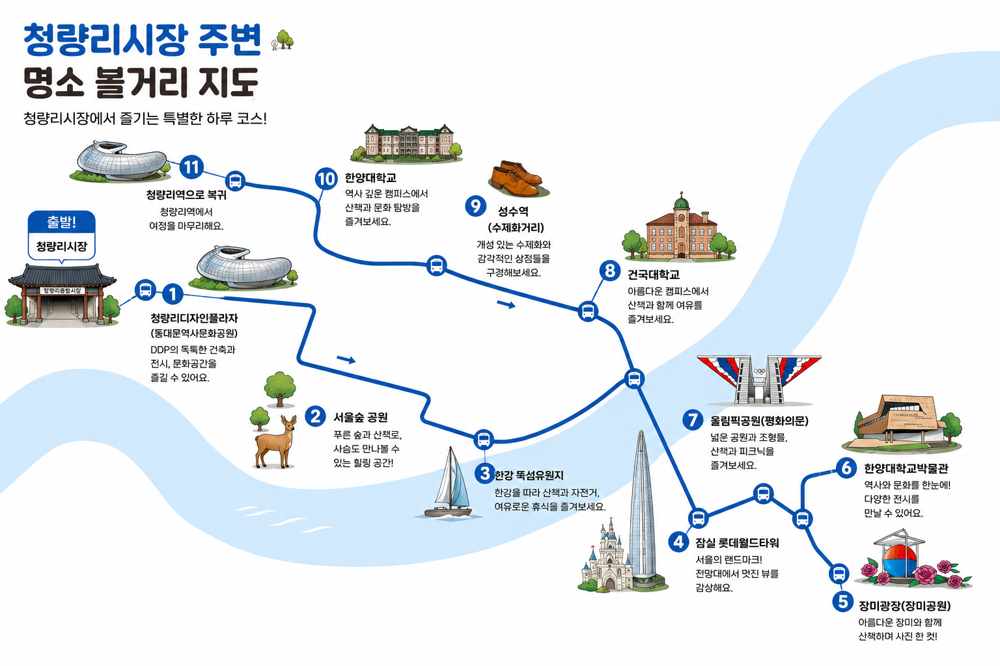 청량리시장 주변
명소 볼거리 지도
청량리시장에서 즐기는 특별한 하루 코스!
출발!
청량리시장
청량리종합시장
1
청량리디자인플라자
(동대문역사문화공원)
DDP의 독특한 건축과
전시, 문화공간을
즐길 수 있어요.
2
서울숲 공원
푸른 숲과 산책로,
사슴도 만나볼 수
있는 힐링 공간!
3
한강 뚝섬유원지
한강을 따라 산책과 자전거,
여유로운 휴식을 즐겨보세요.
4
잠실 롯데월드타워
서울의 랜드마크!
전망대에서 멋진 뷰를
감상해요.
5
장미광장(장미공원)
아름다운 장미와 함께
산책하며 사진 한 컷!
6
한양대학교박물관
역사와 문화를 한눈에!
다양한 전시를
만날 수 있어요.
7
올림픽공원(평화의문)
넓운 공원과 조형믈,
산책과 피크닉을
즐겨보세요.
8
건국대학교
아름다운 캠퍼스에서
산책과 함께 여유를
즐겨보세요.
9
성수역
(수제화거리)
개성 있는 수제화와
감각적인 상점들을
구경해보세요.
10
한양대학교
역사 깊운 캠퍼스에서
산책과 문화 탐방을
즐겨보세요.
11
청량리역으로 복귀
청량리역에서
여정을 마무리해요.